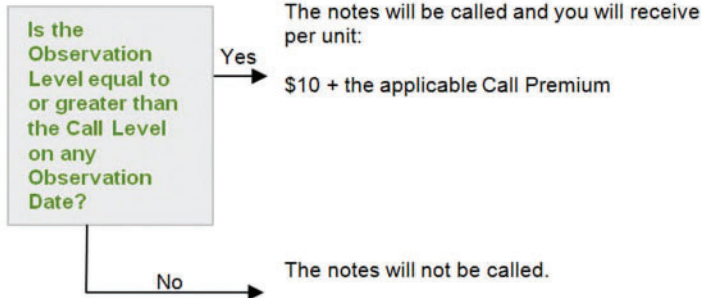 Is the
Observation
Level equal to
or greater than
the Call Level
on any
Observation
Date?
Yes
The notes will be called and you will receive
per unit:
$10 + the applicable Call Premium
No
The notes will not be called.